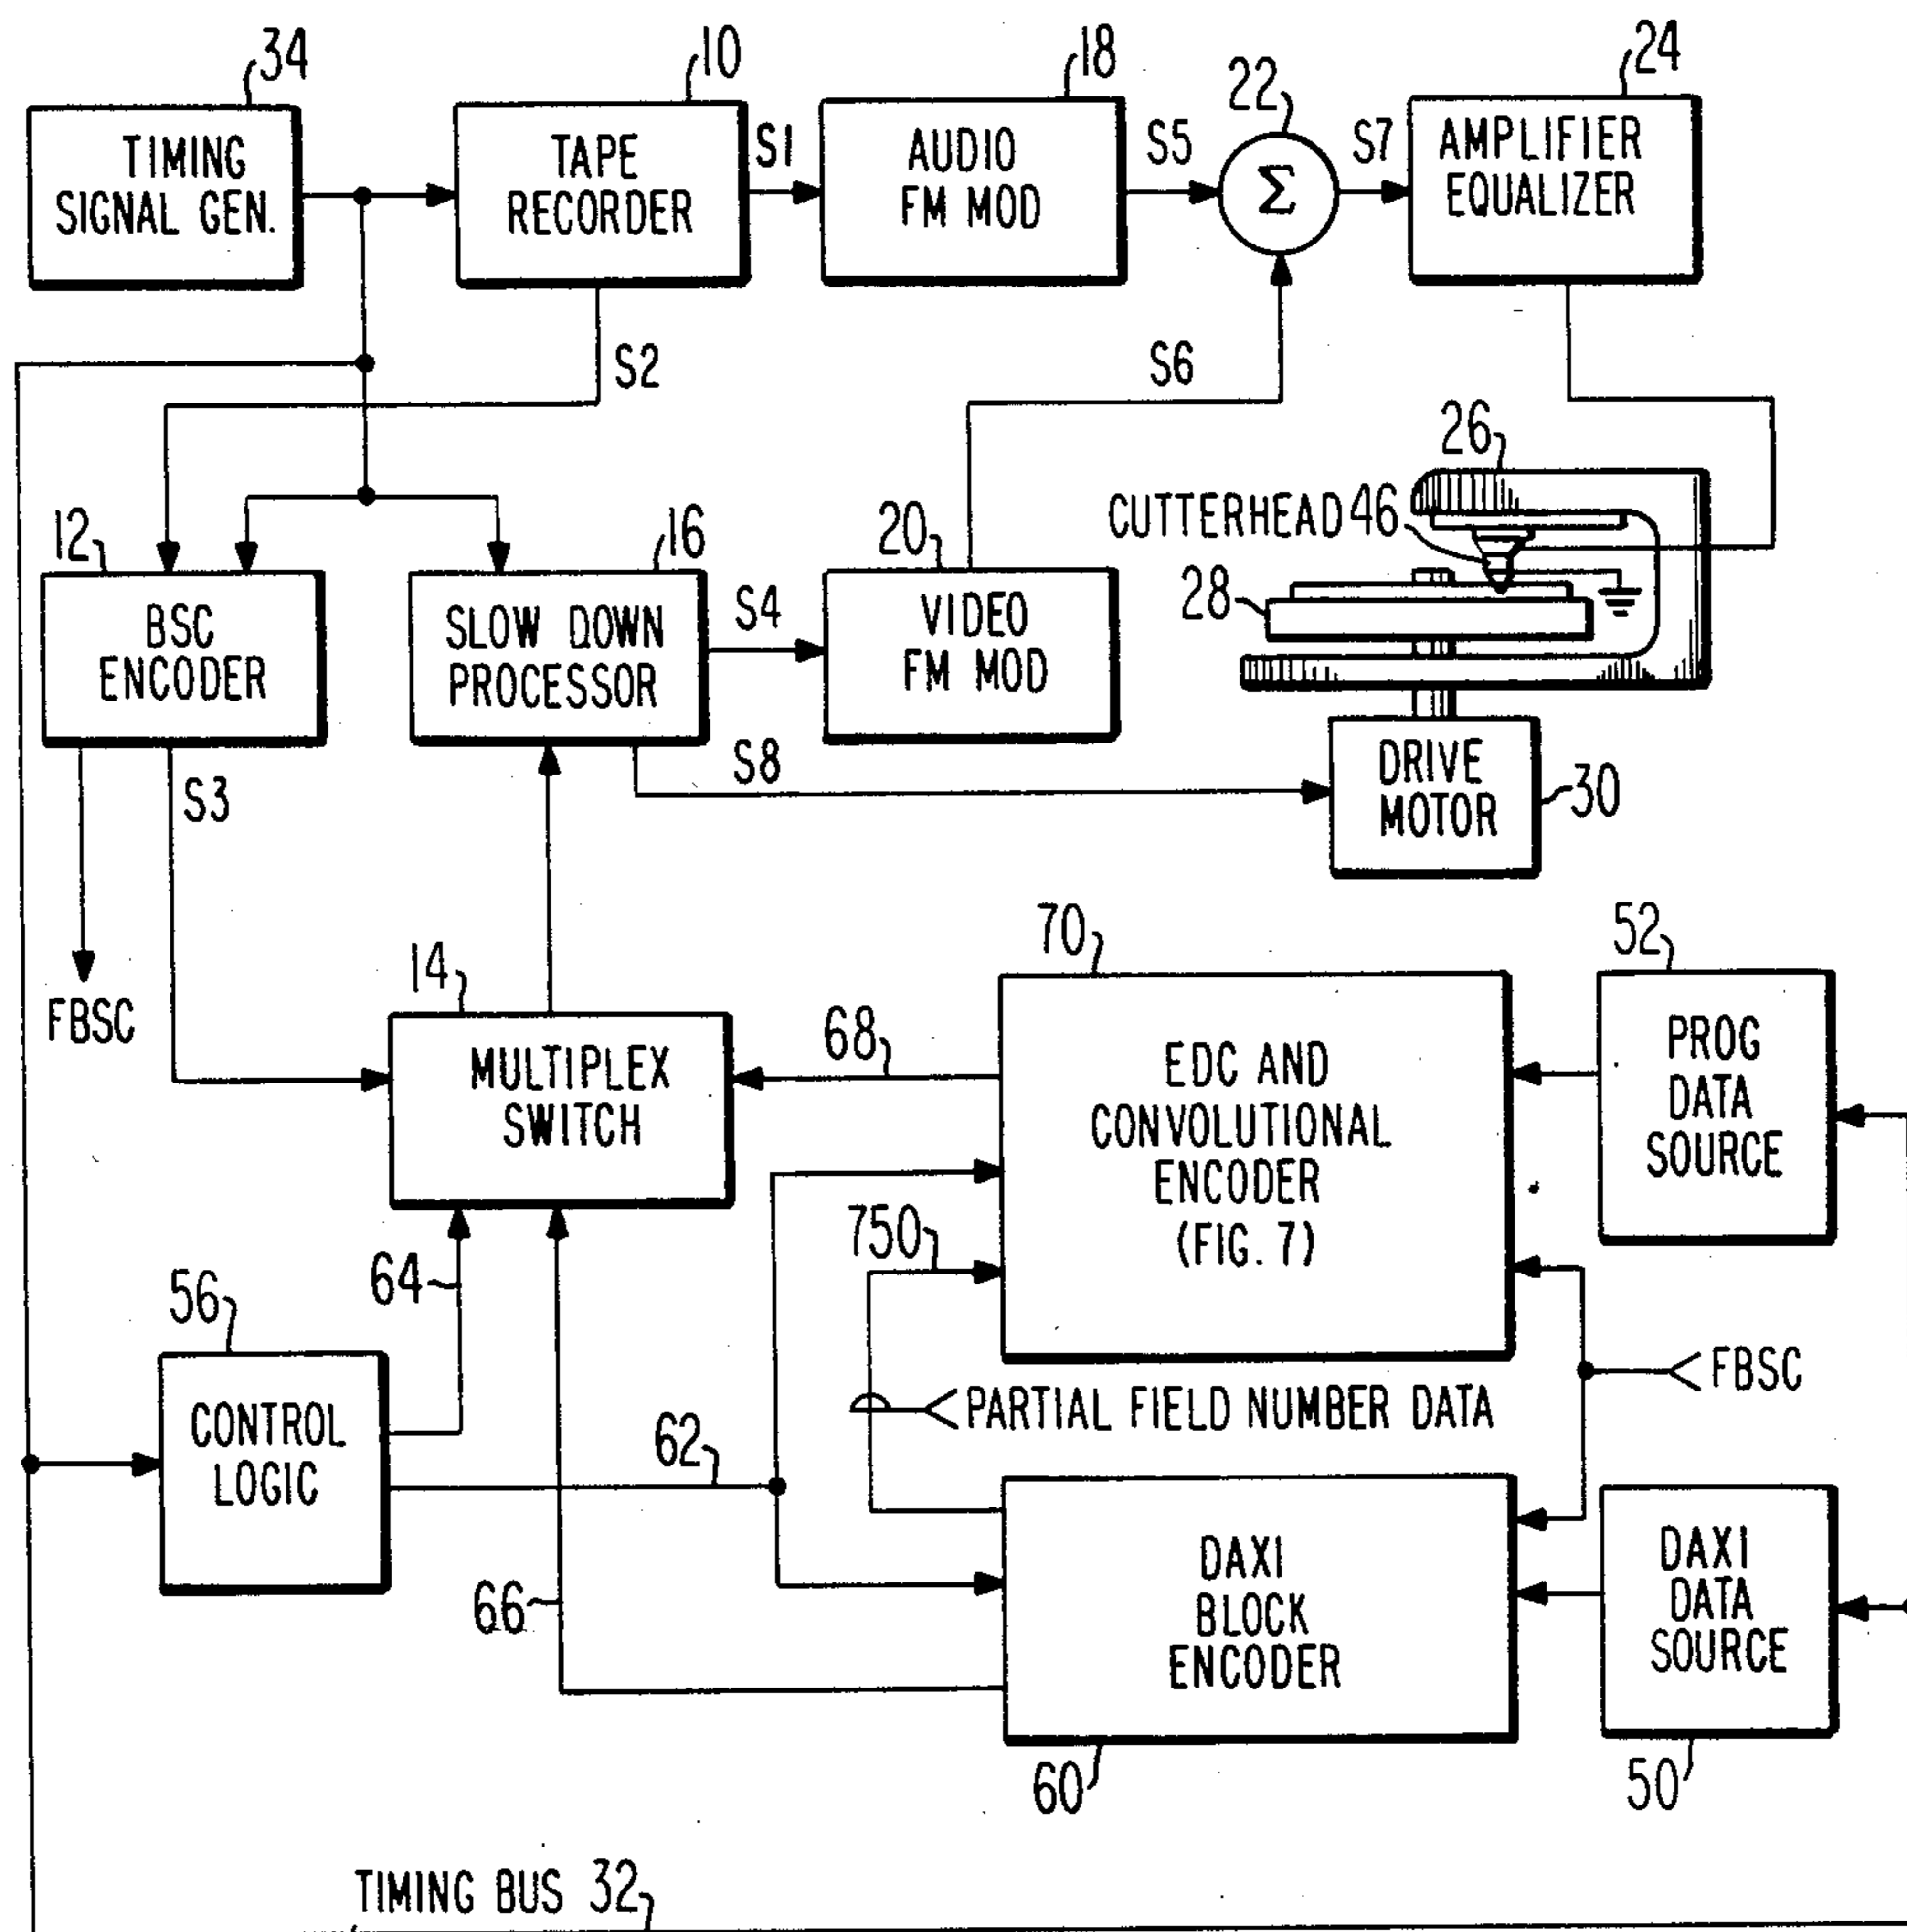 34
TIMING
SIGNAL GEN.
10
TAPE
RECORDER
S1
18
AUDIO
FM MOD
S5
22
Σ
S7
24
AMPLIFIER
EQUALIZER
S2
S6
26
CUTTERHEAD 46
28
12
BSC
ENCODER
16
SLOW DOWN
PROCESSOR
S4
20
VIDEO
FM MOD
S8
DRIVE
MOTOR
30
S3
FBSC
14
MULTIPLEX
SWITCH
68
70
EDC AND
CONVOLUTIONAL
ENCODER
(FIG. 7)
52
PROG
DATA
SOURCE
750
64
56
CONTROL
LOGIC
62
PARTIAL FIELD NUMBER DATA
FBSC
66
DAXI
BLOCK
ENCODER
60
DAXI
DATA
SOURCE
50
TIMING BUS 32